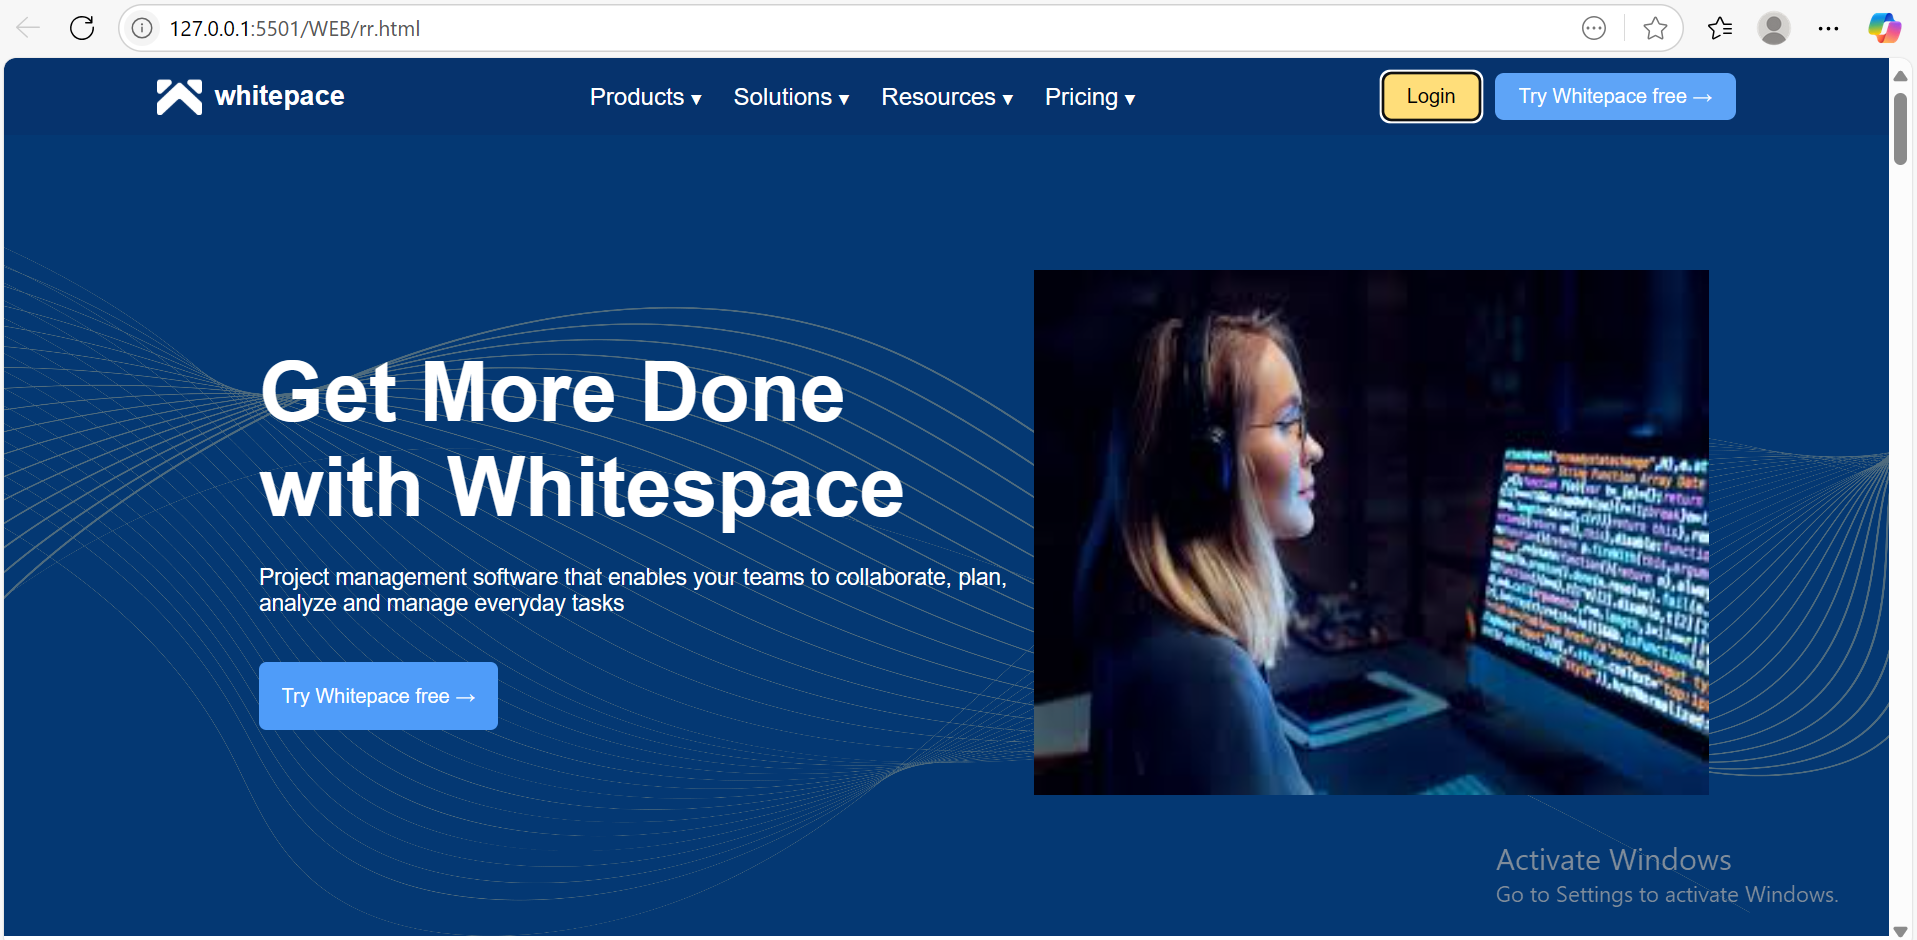 127.0.0.1:5501/WEB/rr.html
whitepace
Products ▾ Solutions ▾ Resources ▾ Pricing ▾
Login
Try Whitepace free →
Get More Done
with Whitespace
Project management software that enables your teams to collaborate, plan,
analyze and manage everyday tasks
Try Whitepace free →
Activate Windows
Go to Settings to activate Windows.